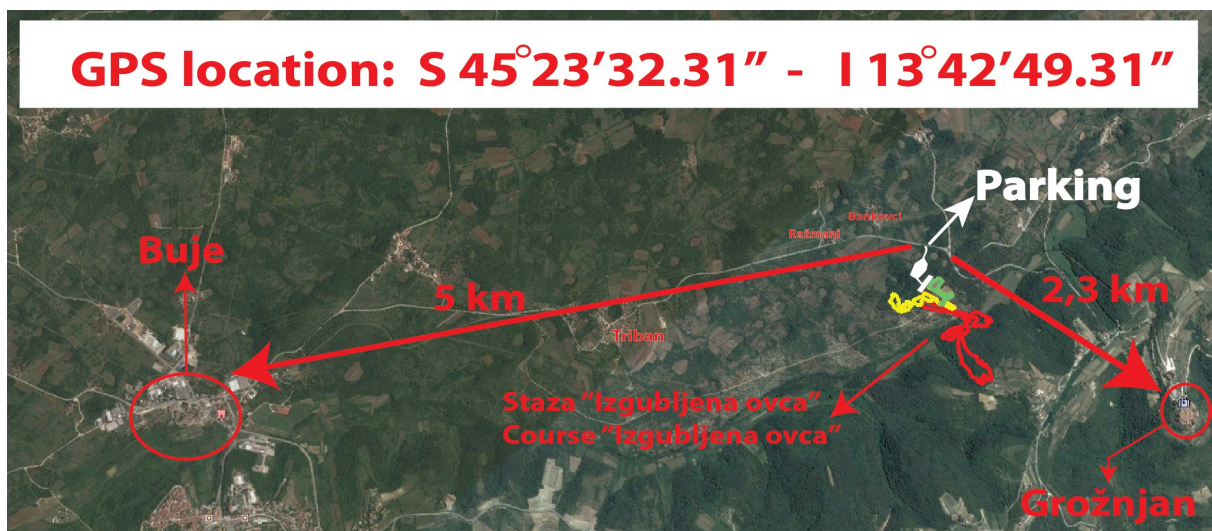 GPS location: S 45°23’32.31” - I 13°42’49.31”
Parking
Bankovci
Ražmani
Buje
5 km
2,3 km
Triban
Staza “Izgubljena ovca”
Course “Izgubljena ovca”
Grožnjan